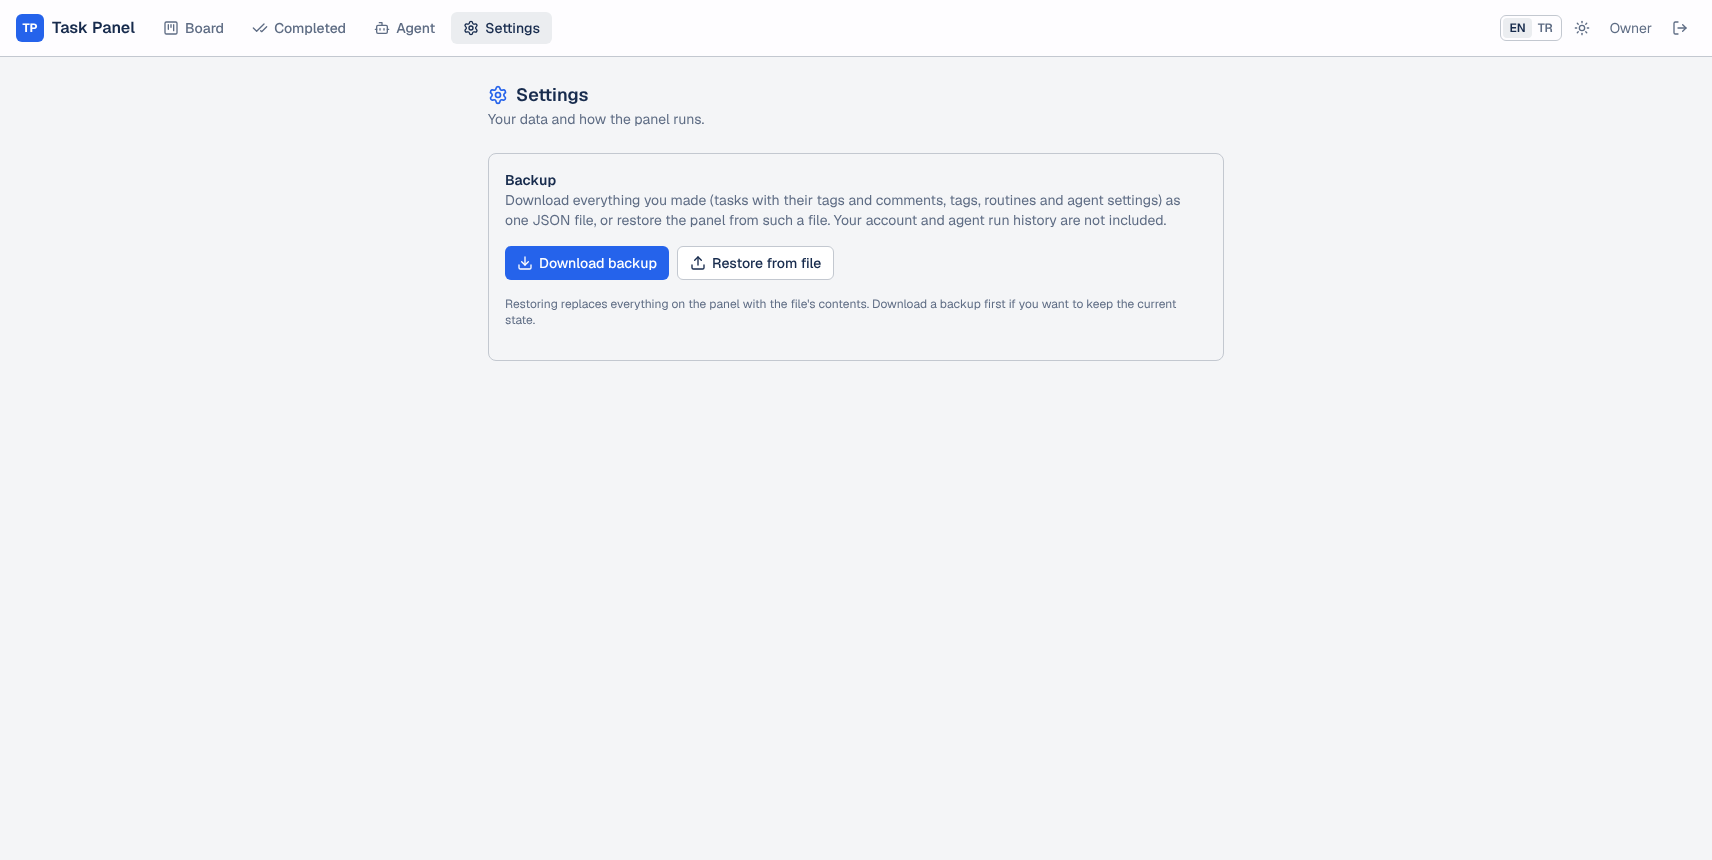 TP Task Panel Board Completed Agent Settings EN TR Owner
Settings
Your data and how the panel runs.
Backup
Download everything you made (tasks with their tags and comments, tags, routines and agent settings) as
one JSON file, or restore the panel from such a file. Your account and agent run history are not included.
Download backup Restore from file
Restoring replaces everything on the panel with the file's contents. Download a backup first if you want to keep the current
state.